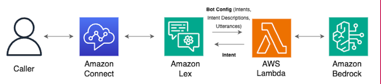 Bot Config (Intents,
Intent Descriptions,
Utterances)
Intent
Caller
Amazon
Connect
Amazon
Lex
AWS
Lambda
Amazon
Bedrock